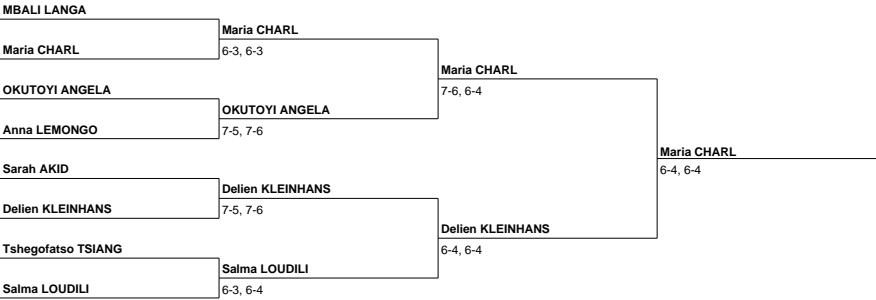 MBALI LANGA
Maria CHARL
Maria CHARL
6-3, 6-3
Maria CHARL
7-6, 6-4
OKUTOYI ANGELA
OKUTOYI ANGELA
Anna LEMONGO
7-5, 7-6
Maria CHARL
6-4, 6-4
Sarah AKID
Delien KLEINHANS
Delien KLEINHANS
7-5, 7-6
Delien KLEINHANS
6-4, 6-4
Tshegofatso TSIANG
Salma LOUDILI
Salma LOUDILI
6-3, 6-4